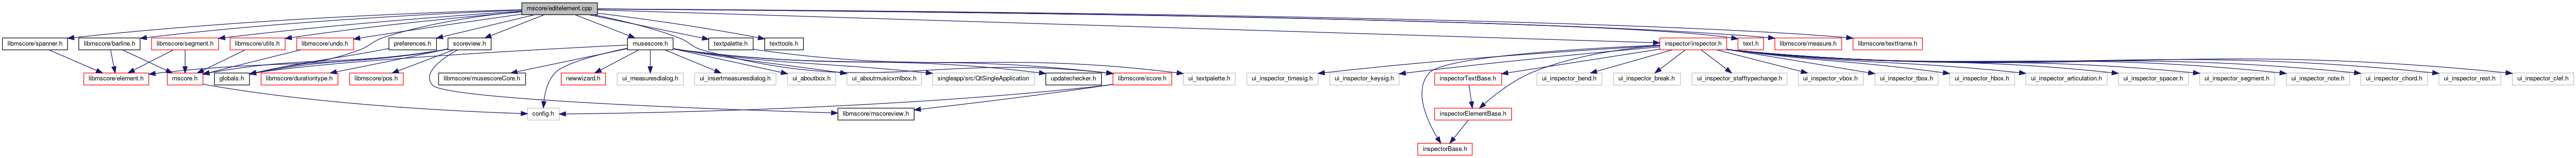 mscore/editelement.cpp
libmscore/spanner.h
libmscore/barline.h
libmscore/segment.h
libmscore/utils.h
libmscore/undo.h
preferences.h
scoreview.h
musescore.h
textpalette.h
texttools.h
inspector/inspector.h
text.h
libmscore/measure.h
libmscore/textframe.h
libmscore/element.h
mscore.h
globals.h
libmscore/durationtype.h
libmscore/pos.h
libmscore/musescoreCore.h
newwizard.h
ui_measuresdialog.h
ui_insertmeasuresdialog.h
ui_aboutbox.h
ui_aboutmusicxmlbox.h
singleapp/src/QtSingleApplication
updatechecker.h
libmscore/score.h
ui_textpalette.h
ui_inspector_timesig.h
ui_inspector_keysig.h
inspectorTextBase.h
ui_inspector_bend.h
ui_inspector_break.h
ui_inspector_stafftypechange.h
ui_inspector_vbox.h
ui_inspector_tbox.h
ui_inspector_hbox.h
ui_inspector_articulation.h
ui_inspector_spacer.h
ui_inspector_segment.h
ui_inspector_note.h
ui_inspector_chord.h
ui_inspector_rest.h
ui_inspector_clef.h
config.h
libmscore/mscoreview.h
inspectorElementBase.h
inspectorBase.h